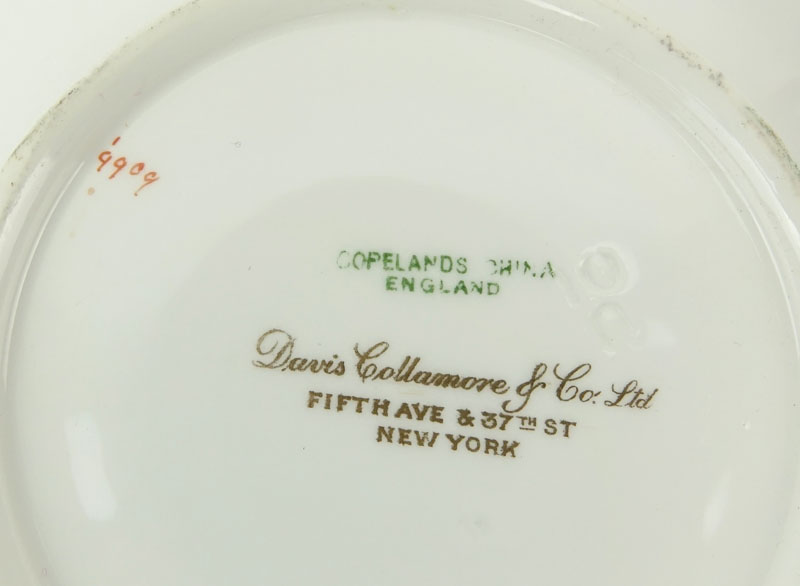 9909
COPELANDS CHINA
ENGLAND
Davis Collamore & Co: Ltd
FIFTH AVE & 37TH ST
NEW YORK